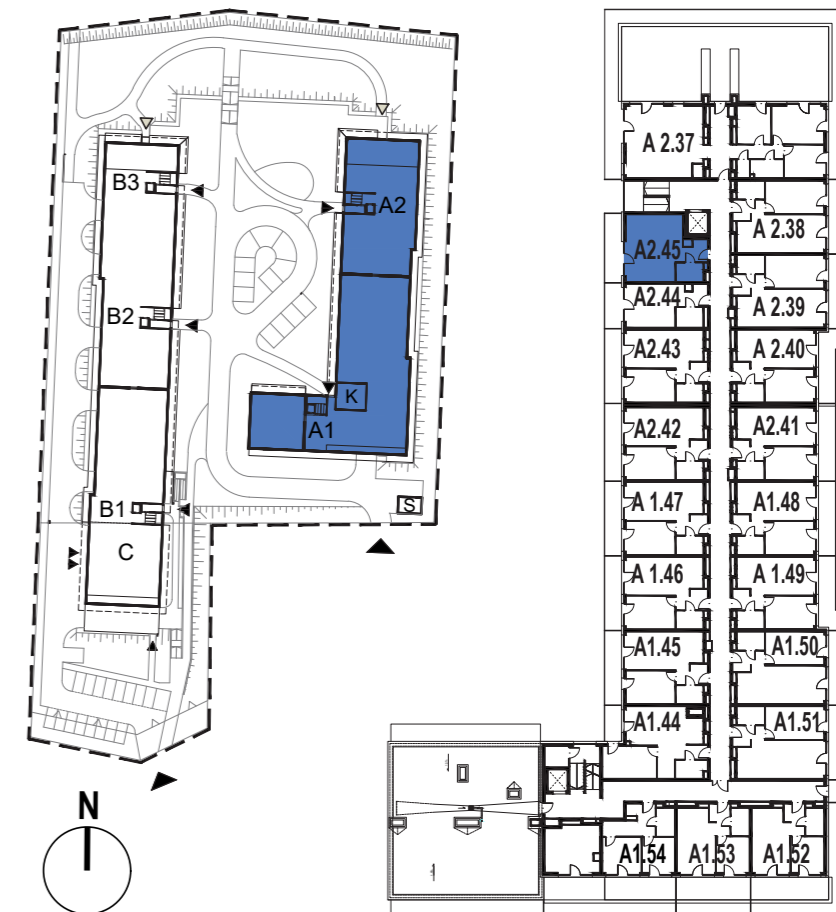 B3
A2
B2
K
A1
B1
S
C
N
A 2.37
A 2.38
A2.45
A2.44
A 2.39
A2.43
A 2.40
A2.42
A2.41
A 1.47
A1.48
A 1.46
A 1.49
A1.45
A1.50
A1.44
A1.51
A1.54
A1.53
A1.52